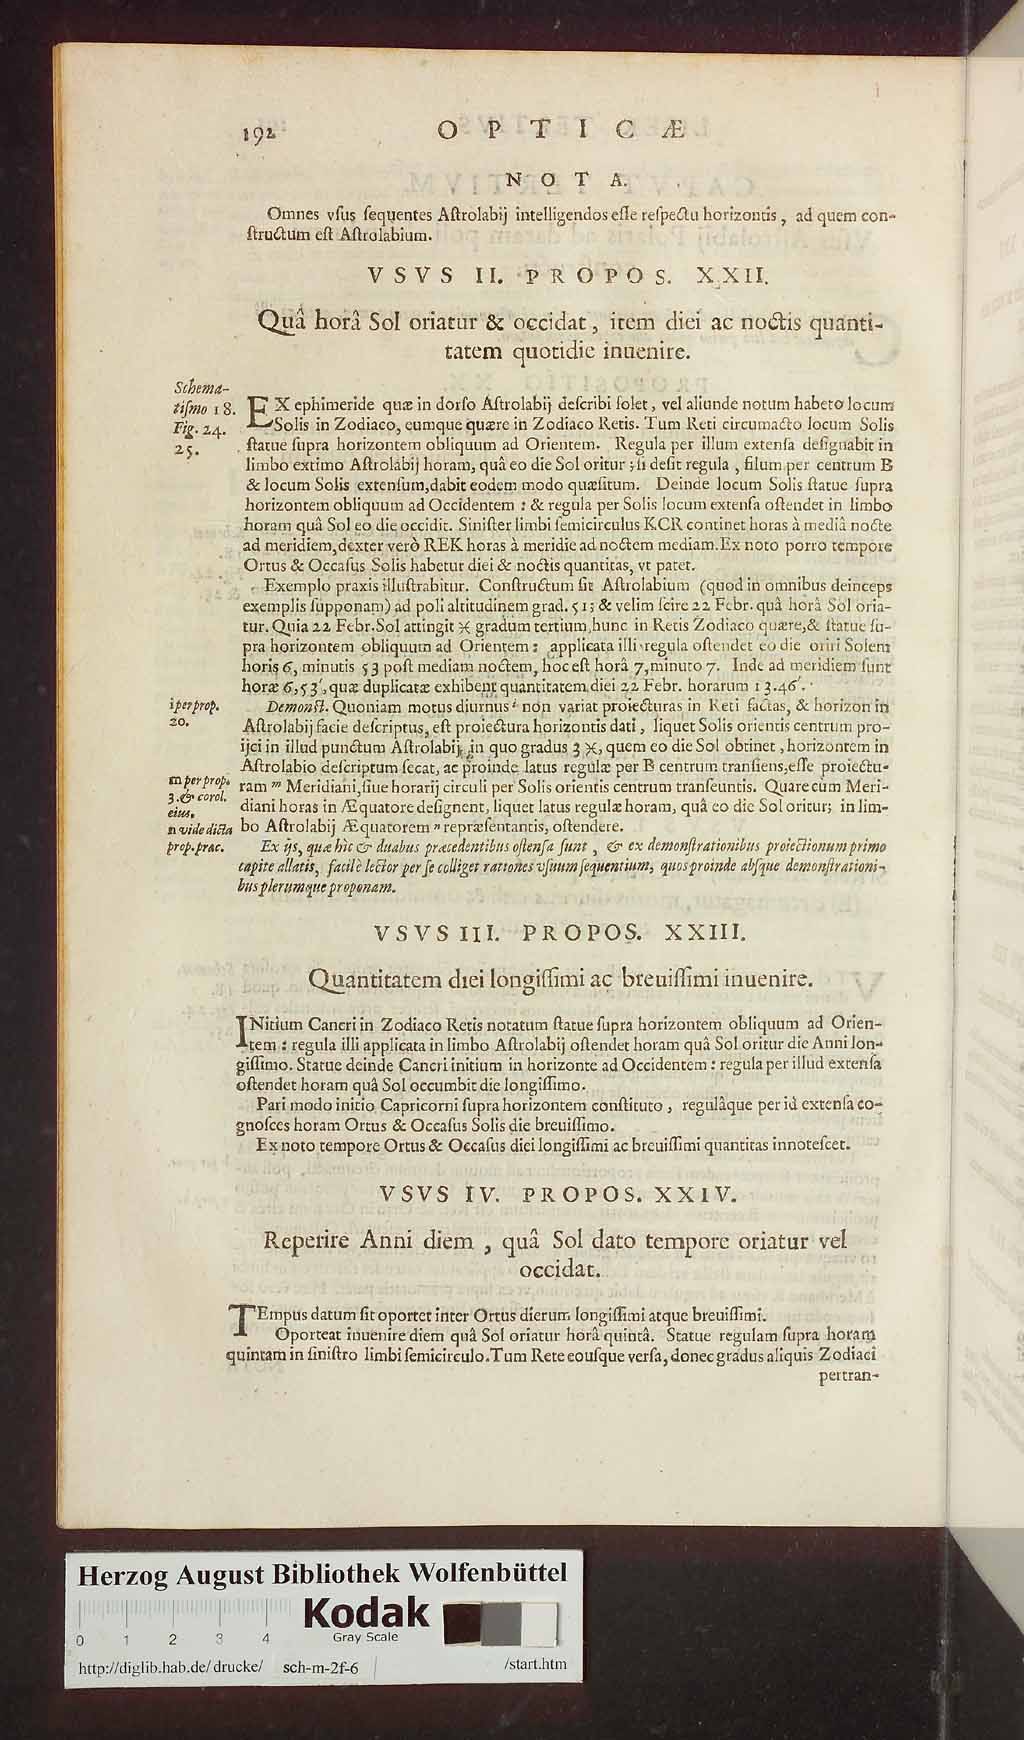 192 OPTICÆ
NOTA.
Omnes vſus ſequentes Aſtrolabij intelligendos eſſe reſpectu horizontis, ad quem con-
ſtructum eſt Aſtrolabium.
VSVS II. PROPOS. XXII.
Quâ horâ Sol oriatur & occidat, item diei ac noctis quanti-
tatem quotidie inuenire.
Schema-
tiſmo 18.
Fig. 24.
25.
EX ephimeride quæ in dorſo Aſtrolabij deſcribi ſolet, vel aliunde notum habeto locum
Solis in Zodiaco, eumque quære in Zodiaco Retis. Tum Reti circumacto locum Solis
ſtatue ſupra horizontem obliquum ad Orientem. Regula per illum extenſa deſignabit in
limbo extimo Aſtrolabij horam, quâ eo die Sol oritur; ſi deſit regula, filum per centrum B
& locum Solis extenſum, dabit eodem modo quæſitum. Deinde locum Solis ſtatue ſupra
horizontem obliquum ad Occidentem: & regula per Solis locum extenſa oſtendet in limbo
horam quâ Sol eo die occidit. Siniſter limbi ſemicirculus KCR continet horas à mediâ nocte
ad meridiem, dexter verò REK horas à meridie ad noctem mediam. Ex noto porro tempore
Ortus & Occaſus Solis habetur diei & noctis quantitas, vt patet.
Exemplo praxis illuſtrabitur. Conſtructum ſit Aſtrolabium (quod in omnibus deinceps
exemplis ſupponam) ad poli altitudinem grad. 51; & velim ſcire 22 Febr. quâ horâ Sol oria-
tur. Quia 22 Febr. Sol attingit ♓ gradum tertium, hunc in Retis Zodiaco quære, & ſtatue ſu-
pra horizontem obliquum ad Orientem: applicata illi regula oſtendet eo die oriri Solem
horis 6, minutis 53 poſt mediam noctem, hoc eſt horâ 7, minuto 7. Inde ad meridiem ſunt
horæ 6, 53′, quæ duplicatæ exhibent quantitatem diei 22 Febr. horarum 13. 46′.
i per prop.
20.
Demonſt. Quoniam motus diurnus i non variat proiecturas in Reti factas, & horizon in
Aſtrolabij facie deſcriptus, eſt proiectura horizontis dati, liquet Solis orientis centrum pro-
ijci in illud punctum Aſtrolabij, in quo gradus 3 ♓, quem eo die Sol obtinet, horizontem in
Aſtrolabio deſcriptum ſecat, ac proinde latus regulæ per B centrum tranſiens, eſſe proiectu-
m per prop.
3. & corol.
eius.
n vide dicta
prop. prac.
ram m Meridiani, ſiue horarij circuli per Solis orientis centrum tranſeuntis. Quare cùm Meri-
diani horas in Æquatore deſignent, liquet latus regulæ horam, quâ eo die Sol oritur; in lim-
bo Aſtrolabij Æquatorem n repræſentantis, oſtendere.
Ex ijs, quæ hîc & duabus præcedentibus oſtenſa ſunt, & ex demonſtrationibus proiectionum primo
capite allatis, facilè lector per ſe colliget rationes vſuum ſequentium, quos proinde abſque demonſtrationi-
bus plerumque proponam.
VSVS III. PROPOS. XXIII.
Quantitatem diei longiſſimi ac breuiſſimi inuenire.
INitium Cancri in Zodiaco Retis notatum ſtatue ſupra horizontem obliquum ad Orien-
tem: regula illi applicata in limbo Aſtrolabij oſtendet horam quâ Sol oritur die Anni lon-
giſſimo. Statue deinde Cancri initium in horizonte ad Occidentem: regula per illud extenſa
oſtendet horam quâ Sol occumbit die longiſſimo.
Pari modo initio Capricorni ſupra horizontem conſtituto, regulâque per id extenſa co-
gnoſces horam Ortus & Occaſus Solis die breuiſſimo.
Ex noto tempore Ortus & Occaſus diei longiſſimi ac breuiſſimi quantitas innoteſcet.
VSVS IV. PROPOS. XXIV.
Reperire Anni diem, quâ Sol dato tempore oriatur vel
occidat.
TEmpus datum ſit oportet inter Ortus dierum longiſſimi atque breuiſſimi.
Oporteat inuenire diem quâ Sol oriatur horâ quintâ. Statue regulam ſupra horam
quintam in ſiniſtro limbi ſemicirculo. Tum Rete eouſque verſa, donec gradus aliquis Zodiaci
pertran-
Herzog August Bibliothek Wolfenbüttel
Kodak
Gray Scale
0 1 2 3 4
http://diglib.hab.de/drucke/ sch-m-2f-6 /start.htm